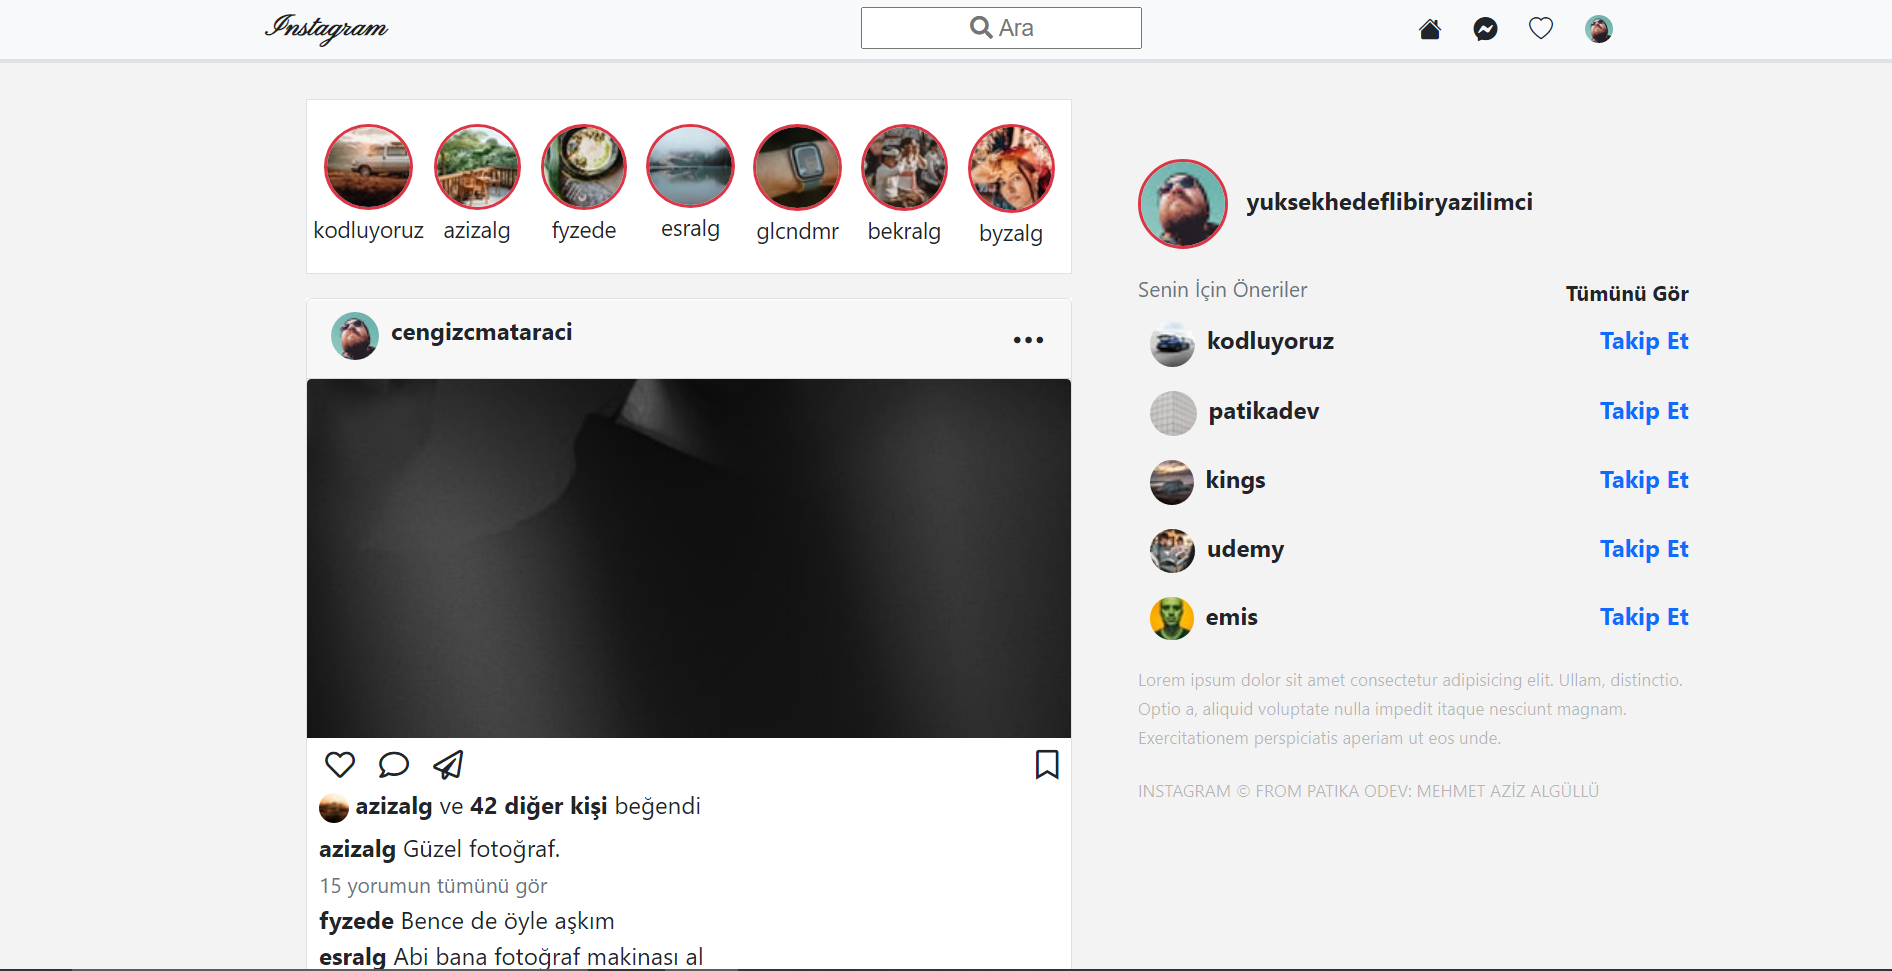 Instagram
Ara
kodluyoruz azizalg fyzede esralg glcndmr bekralg byzalg
cengizcmataraci
azizalg ve 42 diğer kişi beğendi
azizalg Güzel fotoğraf.
15 yorumun tümünü gör
fyzede Bence de öyle aşkım
esralg Abi bana fotoğraf makinası al
yuksekhedeflibiryazilimci
Senin İçin Öneriler Tümünü Gör
kodluyoruz Takip Et
patikadev Takip Et
kings Takip Et
udemy Takip Et
emis Takip Et
Lorem ipsum dolor sit amet consectetur adipisicing elit. Ullam, distinctio.
Optio a, aliquid voluptate nulla impedit itaque nesciunt magnam.
Exercitationem perspiciatis aperiam ut eos unde.
INSTAGRAM © FROM PATIKA ODEV: MEHMET AZİZ ALGÜLLÜ